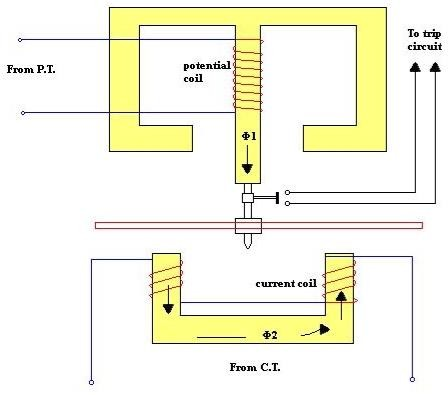 To trip
circuit
From P.T.
potential
coil
Φ1
current coil
Φ2
From C.T.